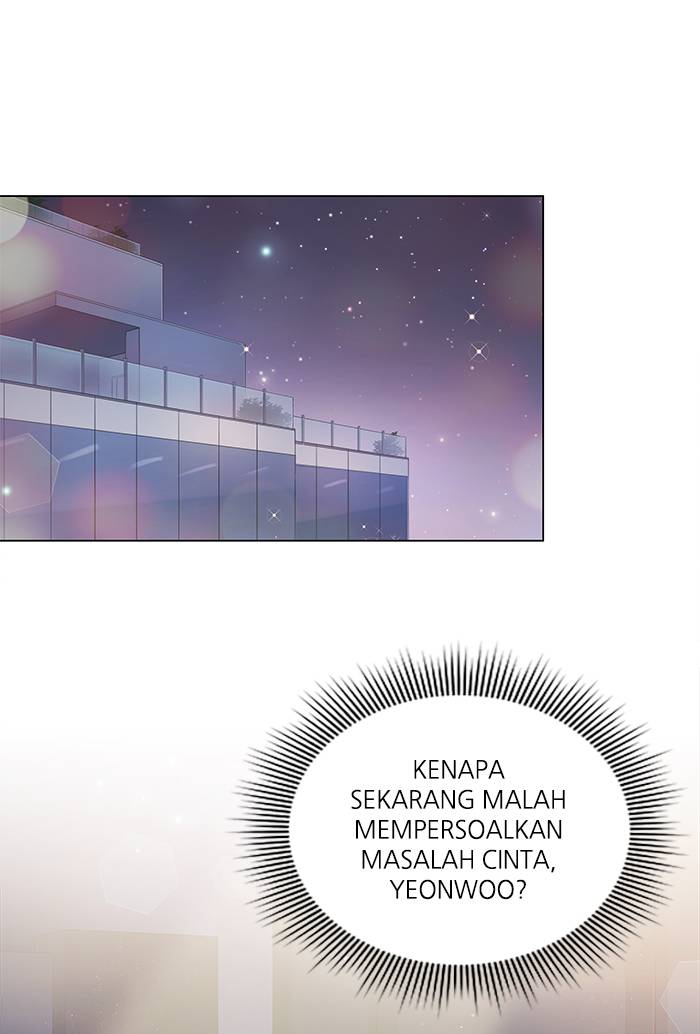 KENAPA
SEKARANG MALAH
MEMPERSOALKAN
MASALAH CINTA,
YEONWOO?